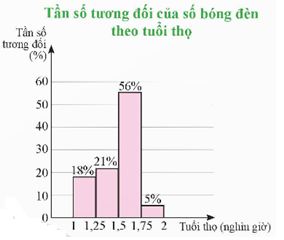 Tần số tương đối của số bóng đèn
theo tuổi thọ
Tần số
tương đối
(%)
60
50
40
30
20
10
0
18%
21%
56%
5%
1 1,25 1,5 1,75 2 Tuổi thọ (nghìn giờ)